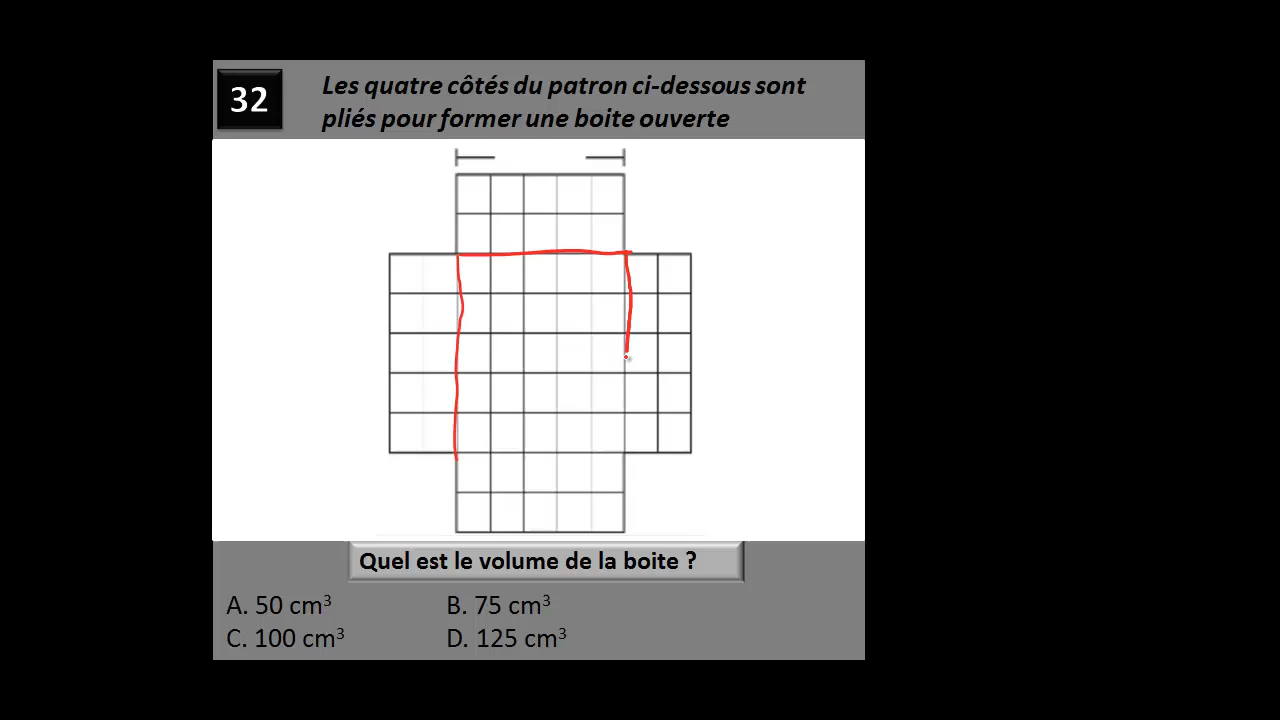 32
Les quatre côtés du patron ci-dessous sont
pliés pour former une boite ouverte
Quel est le volume de la boite ?
A. 50 cm³ B. 75 cm³
C. 100 cm³ D. 125 cm³